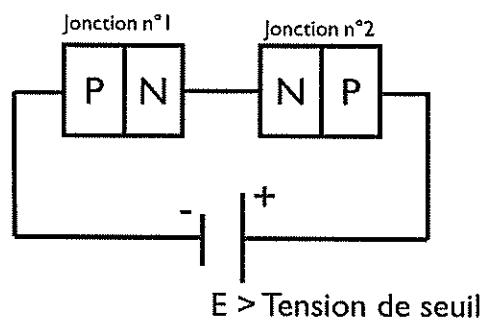 Jonction n°1 Jonction n°2
P N N P
- +
E > Tension de seuil